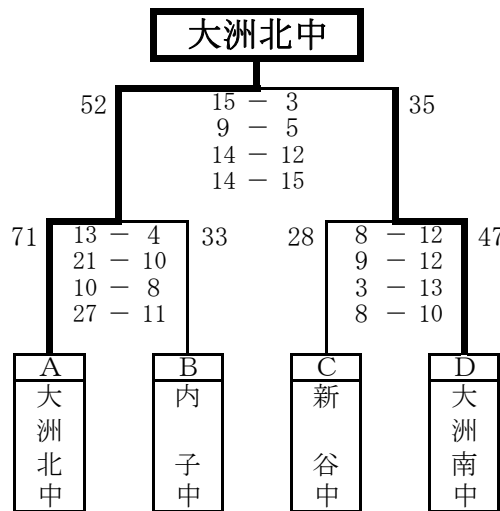 大洲北中
52 15 － 3 35
9 － 5
14 － 12
14 － 15
71 13 － 4 33 28 8 － 12 47
21 － 10 9 － 12
10 － 8 3 － 13
27 － 11 8 － 10
A B C D
大洲北中
内子中
新谷中
大洲南中